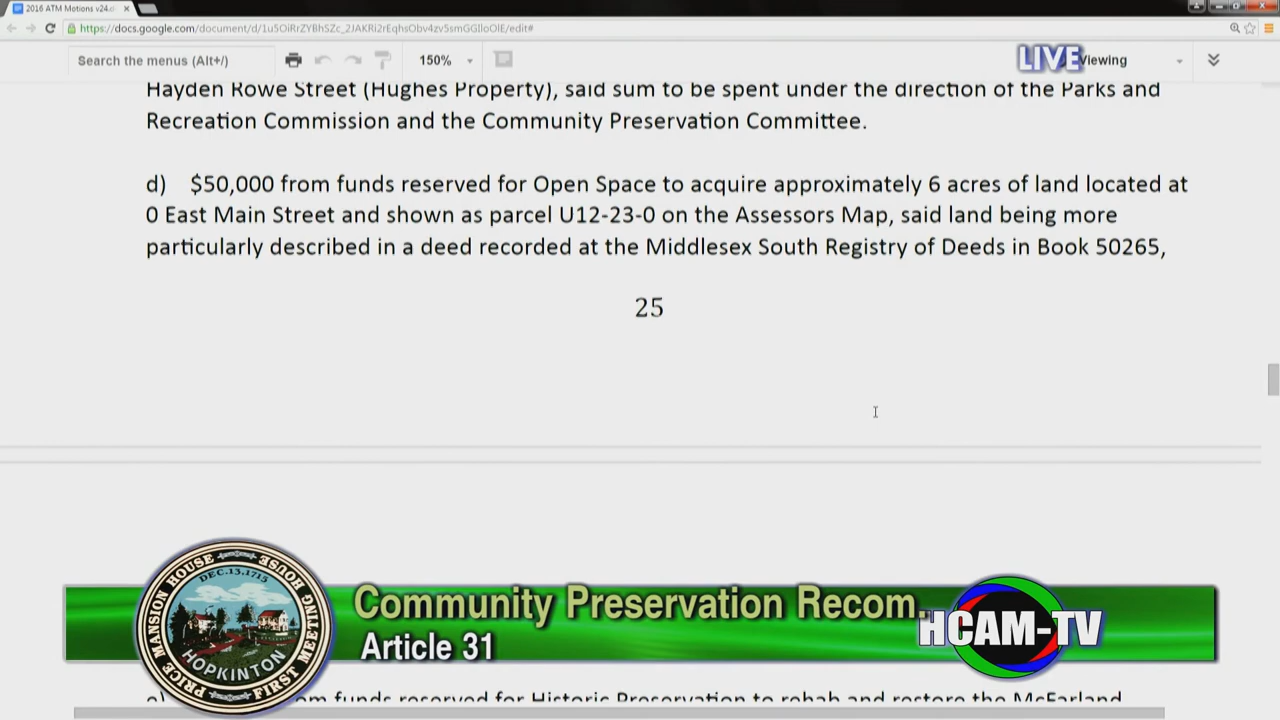 2016 ATM Motions v24.
https://docs.google.com/document/d/1u5OiRrZYBhSZc_2JAKRi2rEqhsObv4zv5smGGIloOlE/edit#
Search the menus (Alt+/)
150%
LIVE
Viewing
Hayden Rowe Street (Hughes Property), said sum to be spent under the direction of the Parks and
Recreation Commission and the Community Preservation Committee.
d) $50,000 from funds reserved for Open Space to acquire approximately 6 acres of land located at
0 East Main Street and shown as parcel U12-23-0 on the Assessors Map, said land being more
particularly described in a deed recorded at the Middlesex South Registry of Deeds in Book 50265,
25
Community Preservation Recom.
Article 31
HCAM-TV
PRICE MANSION HOUSE
FIRST MEETING HOUSE
DEC.13.1715
HOPKINTON
from funds reserved for Historic Preservation to rehab and restore the McFarland